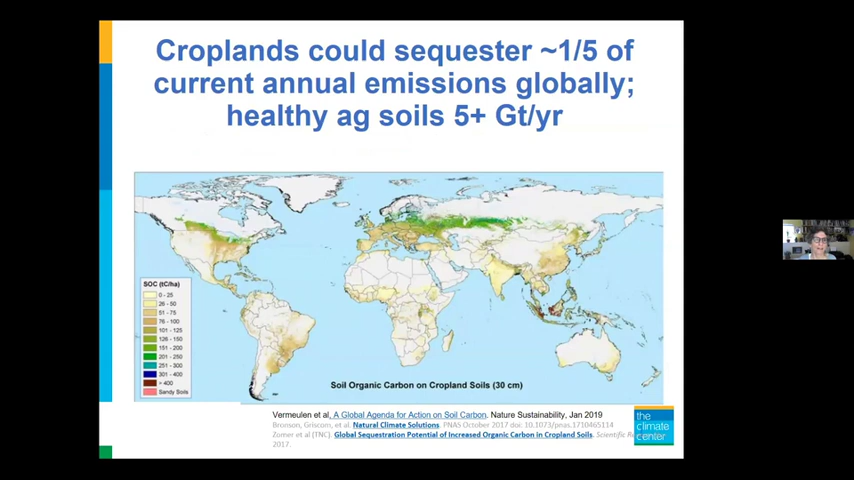 Croplands could sequester ~1/5 of
current annual emissions globally;
healthy ag soils 5+ Gt/yr
SOC (tC/ha)
0 - 25
26 - 50
51 - 75
76 - 100
101 - 125
126 - 150
151 - 200
201 - 250
251 - 300
301 - 400
> 400
Sandy Soils
Soil Organic Carbon on Cropland Soils (30 cm)
Vermeulen et al, A Global Agenda for Action on Soil Carbon. Nature Sustainability, Jan 2019
Bronson, Griscom, et al. Natural Climate Solutions. PNAS October 2017 doi: 10.1073/pnas.1710465114
Zomer et al (TNC). Global Sequestration Potential of Increased Organic Carbon in Cropland Soils. Scientific Re
2017.
the
climate
center